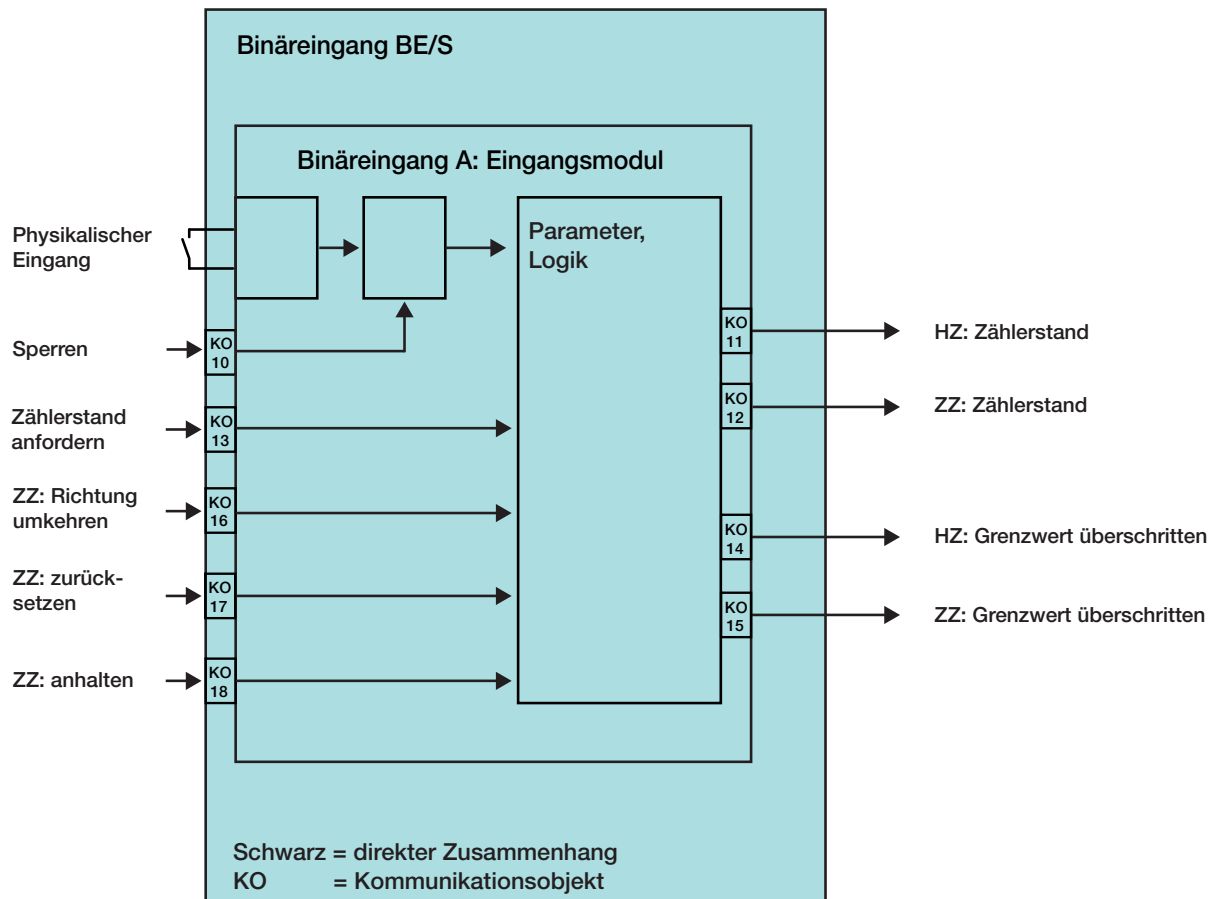 Binäreingang BE/S
Binäreingang A: Eingangsmodul
Physikalischer
Eingang
Parameter,
Logik
Sperren
KO
10
Zählerstand
anfordern
KO
13
ZZ: Richtung
umkehren
KO
16
ZZ: zurück-
setzen
KO
17
ZZ: anhalten
KO
18
KO
11
HZ: Zählerstand
KO
12
ZZ: Zählerstand
KO
14
HZ: Grenzwert überschritten
KO
15
ZZ: Grenzwert überschritten
Schwarz = direkter Zusammenhang
KO = Kommunikationsobjekt